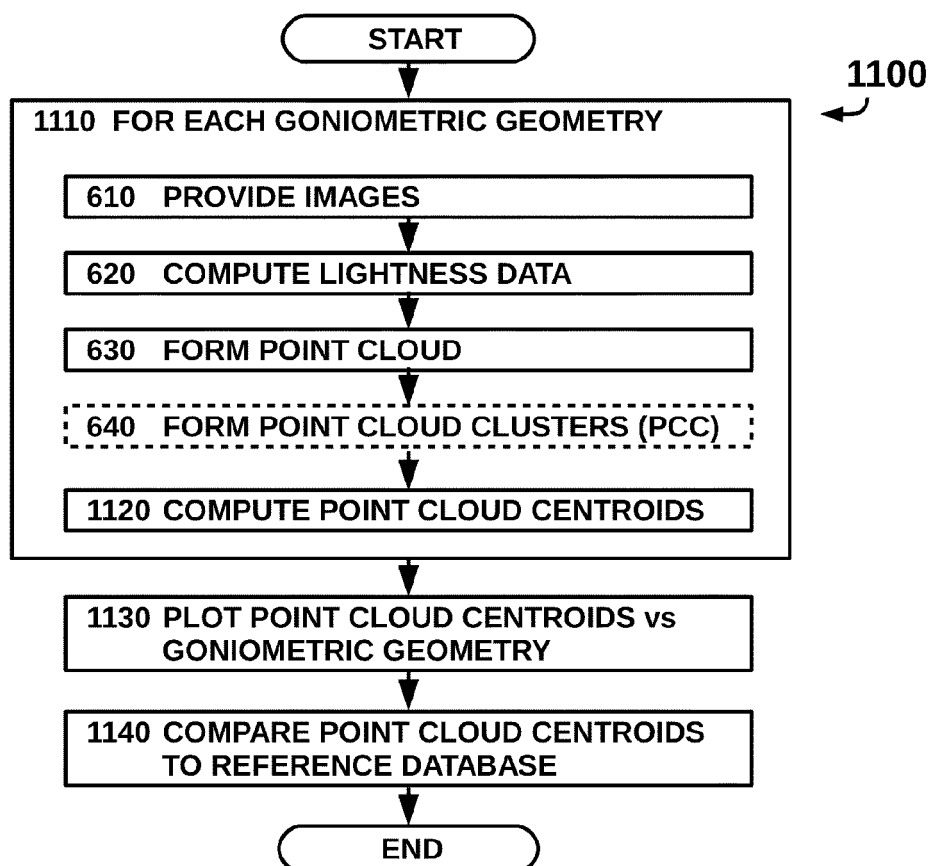 START
1100
1110 FOR EACH GONIOMETRIC GEOMETRY
610 PROVIDE IMAGES
620 COMPUTE LIGHTNESS DATA
630 FORM POINT CLOUD
640 FORM POINT CLOUD CLUSTERS (PCC)
1120 COMPUTE POINT CLOUD CENTROIDS
1130 PLOT POINT CLOUD CENTROIDS vs
GONIOMETRIC GEOMETRY
1140 COMPARE POINT CLOUD CENTROIDS
TO REFERENCE DATABASE
END